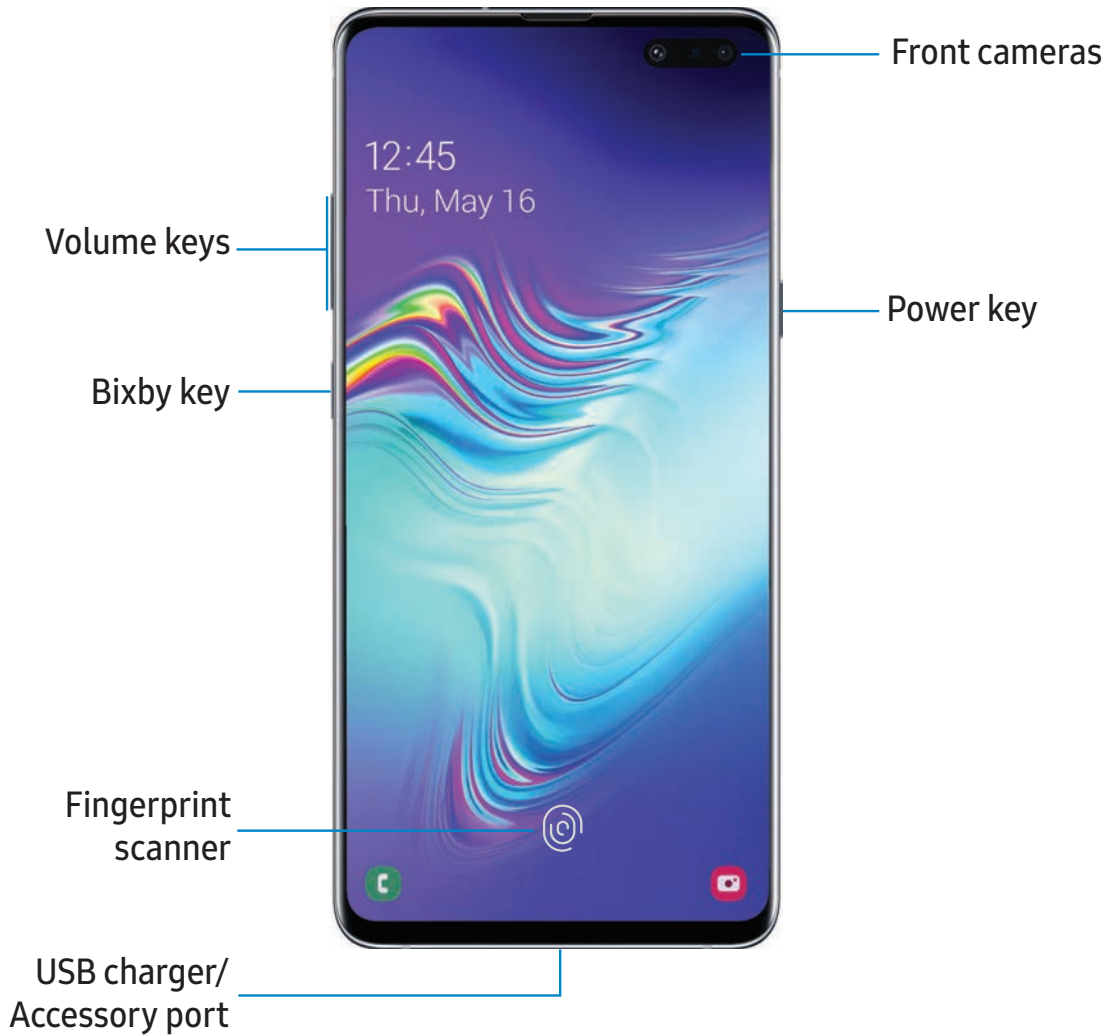 Front cameras
12:45
Thu, May 16
Volume keys
Power key
Bixby key
Fingerprint
scanner
USB charger/
Accessory port